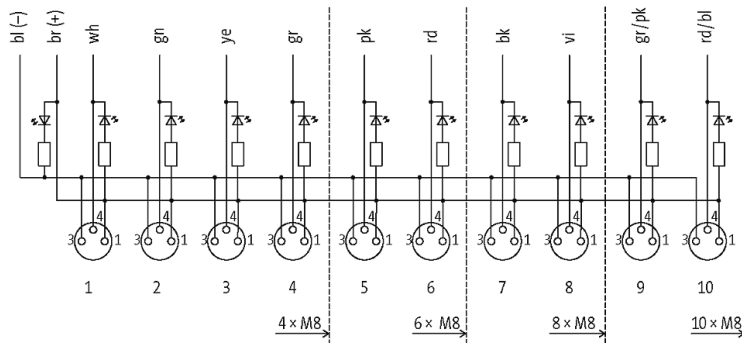 bl (–) br (+) wh gn ye gr pk rd bk vi gr/pk rd/bl
4 4 4 4 4 4 4 4 4 4
3 1 3 1 3 1 3 1 3 1 3 1 3 1 3 1 3 1 3 1
1 2 3 4 5 6 7 8 9 10
4 × M8 6 × M8 8 × M8 10 × M8